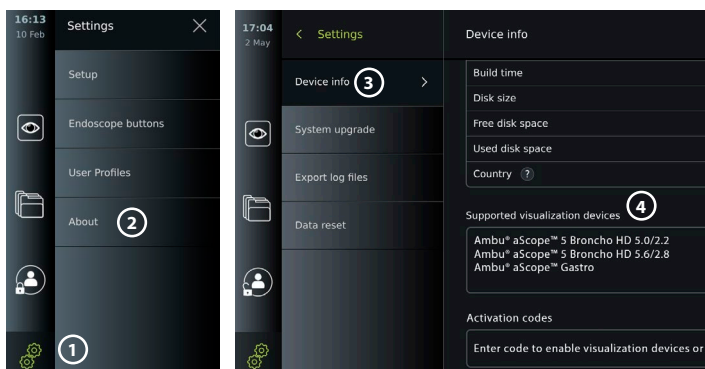 16:13
10 Feb
Settings
Setup
Endoscope buttons
User Profiles
About
2
1
17:04
2 May
Settings
Device info
3
System upgrade
Export log files
Data reset
Device info
Build time
Disk size
Free disk space
Used disk space
Country ?
Supported visualization devices
4
Ambu® aScope™ 5 Broncho HD 5.0/2.2
Ambu® aScope™ 5 Broncho HD 5.6/2.8
Ambu® aScope™ Gastro
Activation codes
Enter code to enable visualization devices or